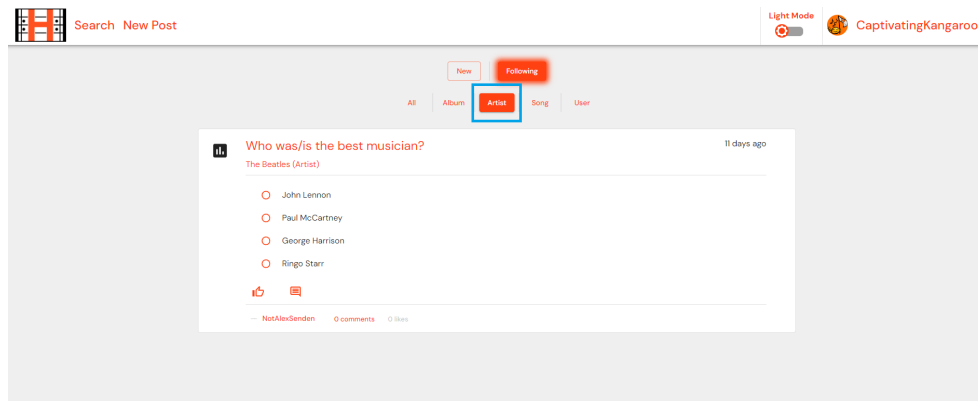 Search New Post
Light Mode
CaptivatingKangaroo
New Following
All Album Artist Song User
Who was/is the best musician? 11 days ago
The Beatles (Artist)
John Lennon
Paul McCartney
George Harrison
Ringo Starr
— NotAlexSenden 0 comments 0 likes